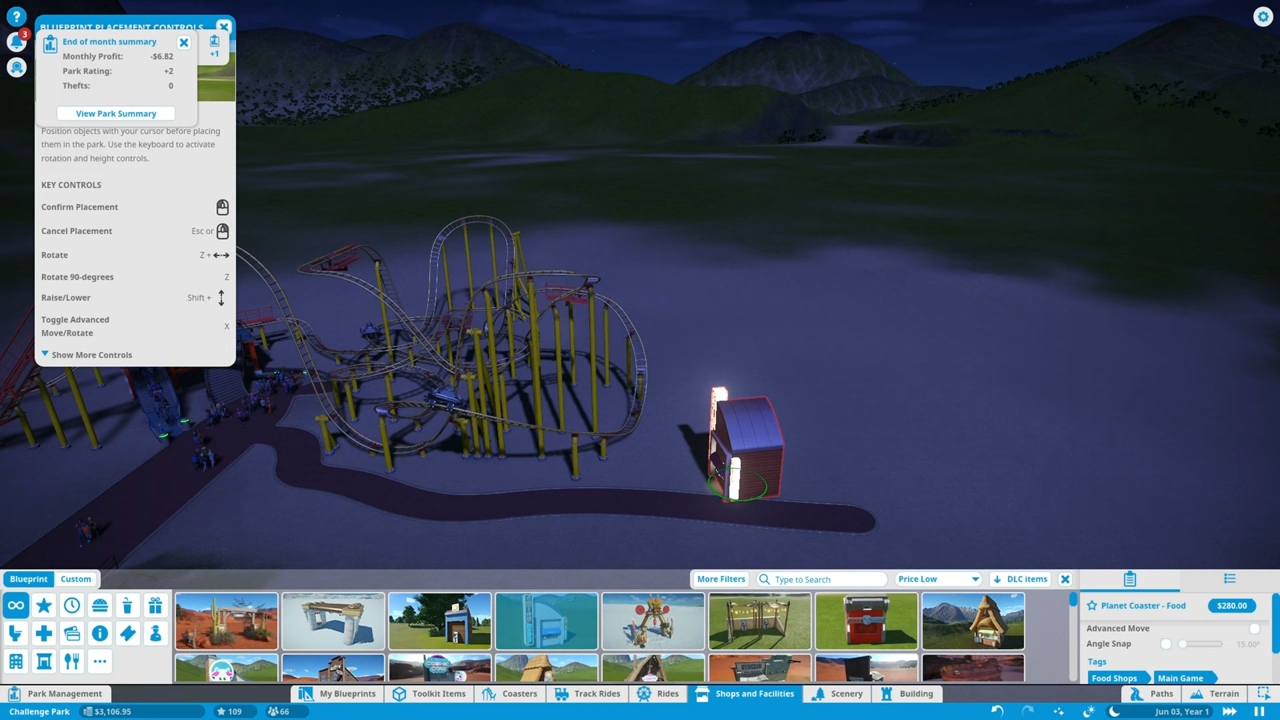 ?
3
BLUEPRINT PLACEMENT CONTROLS
End of month summary
Monthly Profit: -$6.82
Park Rating: +2
Thefts: 0
View Park Summary
+1
Position objects with your cursor before placing
them in the park. Use the keyboard to activate
rotation and height controls.
KEY CONTROLS
Confirm Placement
Cancel Placement Esc or
Rotate Z +
Rotate 90-degrees Z
Raise/Lower Shift +
Toggle Advanced
Move/Rotate X
Show More Controls
Blueprint Custom More Filters Type to Search Price Low DLC items
Planet Coaster - Food $280.00
Advanced Move
Angle Snap 15.00°
Tags
Food Shops Main Game
Park Management My Blueprints Toolkit Items Coasters Track Rides Rides Shops and Facilities Scenery Building Paths Terrain
Challenge Park $3,106.95 109 66 Jun 03, Year 1